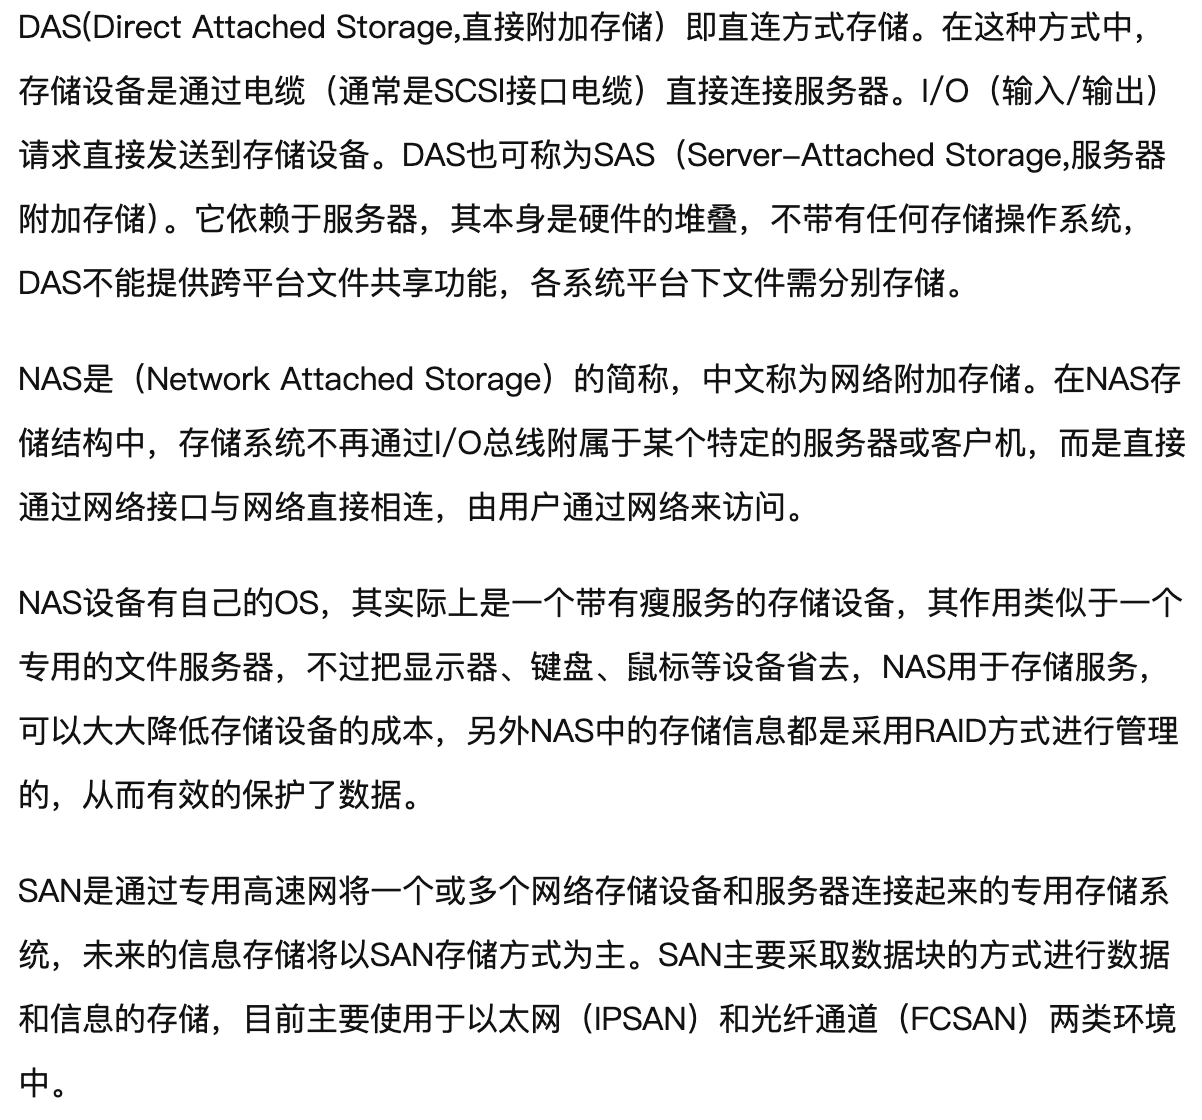 DAS(Direct Attached Storage,直接附加存储）即直连方式存储。在这种方式中，
存储设备是通过电缆（通常是SCSI接口电缆）直接连接服务器。I/O（输入/输出）
请求直接发送到存储设备。DAS也可称为SAS（Server–Attached Storage,服务器
附加存储）。它依赖于服务器，其本身是硬件的堆叠，不带有任何存储操作系统，
DAS不能提供跨平台文件共享功能，各系统平台下文件需分别存储。
NAS是（Network Attached Storage）的简称，中文称为网络附加存储。在NAS存
储结构中，存储系统不再通过I/O总线附属于某个特定的服务器或客户机，而是直接
通过网络接口与网络直接相连，由用户通过网络来访问。
NAS设备有自己的OS，其实际上是一个带有瘦服务的存储设备，其作用类似于一个
专用的文件服务器，不过把显示器、键盘、鼠标等设备省去，NAS用于存储服务，
可以大大降低存储设备的成本，另外NAS中的存储信息都是采用RAID方式进行管理
的，从而有效的保护了数据。
SAN是通过专用高速网将一个或多个网络存储设备和服务器连接起来的专用存储系
统，未来的信息存储将以SAN存储方式为主。SAN主要采取数据块的方式进行数据
和信息的存储，目前主要使用于以太网（IPSAN）和光纤通道（FCSAN）两类环境
中。